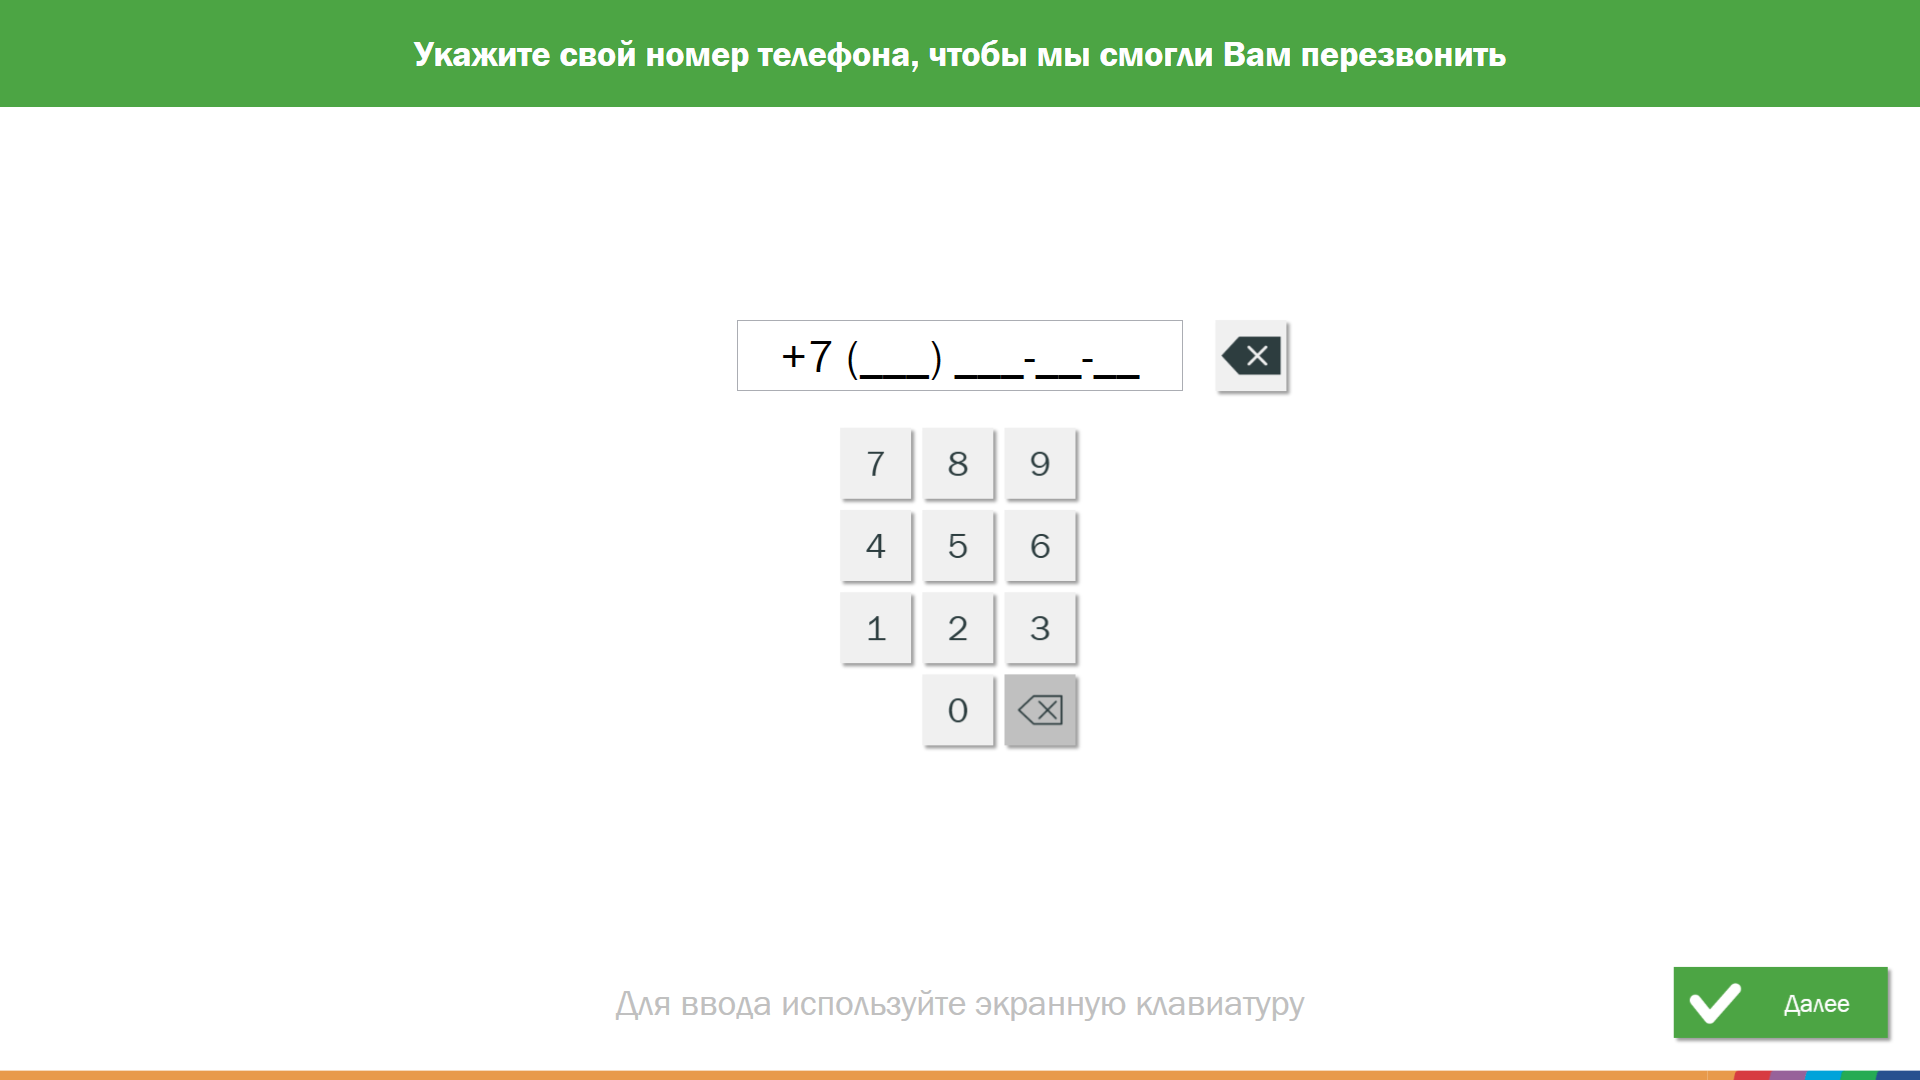 Укажите свой номер телефона, чтобы мы смогли Вам перезвонить
+7 (___) ___-__-__
7 8 9
4 5 6
1 2 3
0
Для ввода используйте экранную клавиатуру
Далее